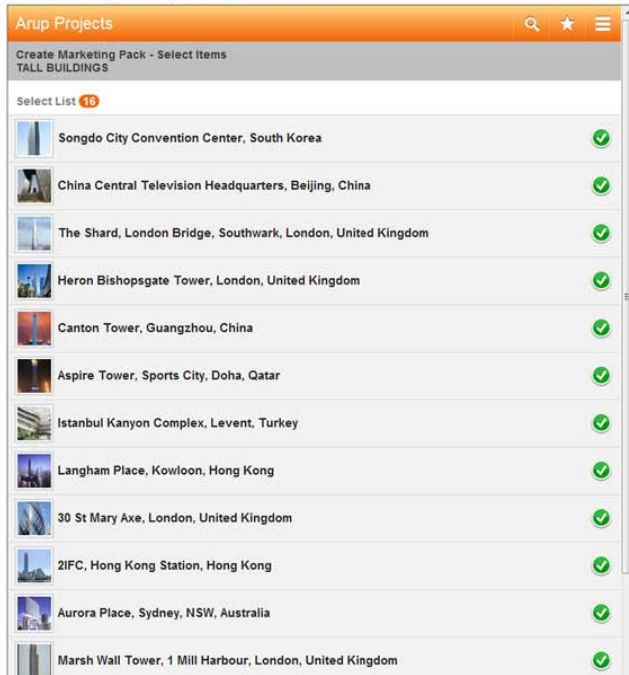 Arup Projects
Create Marketing Pack - Select Items
TALL BUILDINGS
Select List 16
Songdo City Convention Center, South Korea
China Central Television Headquarters, Beijing, China
The Shard, London Bridge, Southwark, London, United Kingdom
Heron Bishopsgate Tower, London, United Kingdom
Canton Tower, Guangzhou, China
Aspire Tower, Sports City, Doha, Qatar
Istanbul Kanyon Complex, Levent, Turkey
Langham Place, Kowloon, Hong Kong
30 St Mary Axe, London, United Kingdom
2IFC, Hong Kong Station, Hong Kong
Aurora Place, Sydney, NSW, Australia
Marsh Wall Tower, 1 Mill Harbour, London, United Kingdom